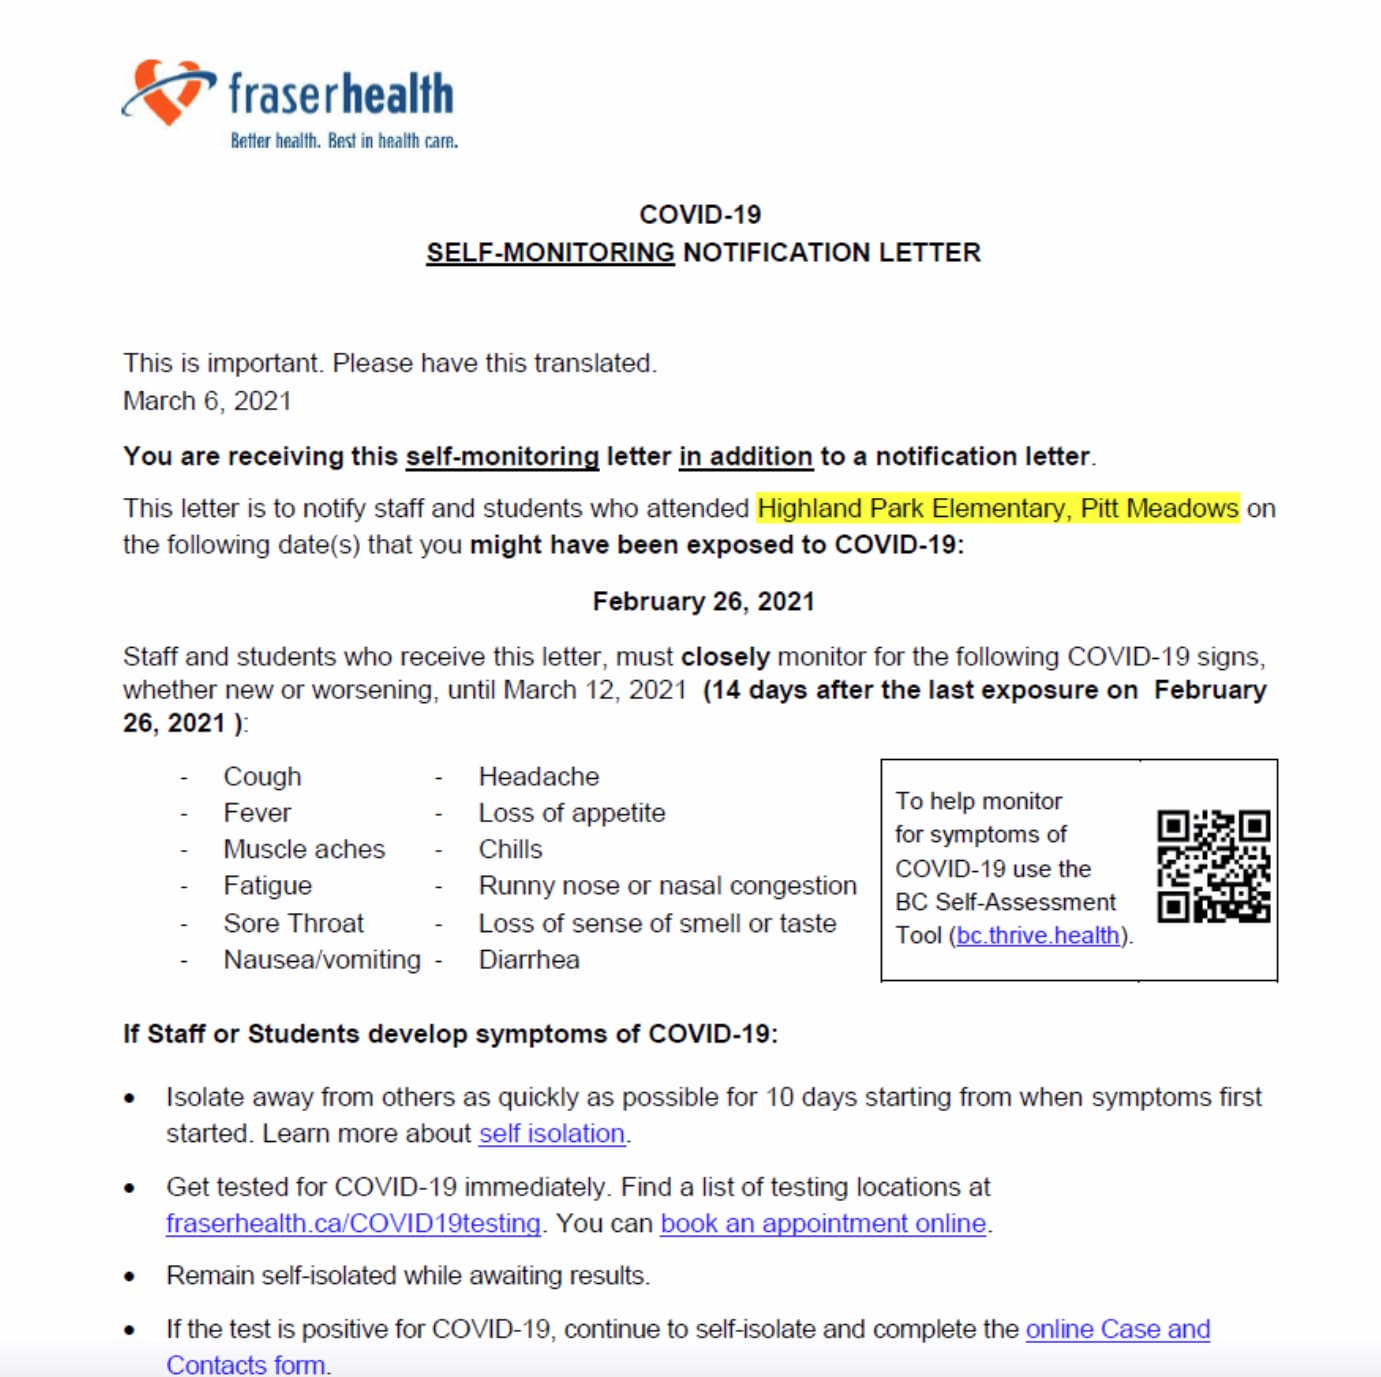 fraserhealth
Better health. Best in health care.
COVID-19
SELF-MONITORING NOTIFICATION LETTER
This is important. Please have this translated.
March 6, 2021
You are receiving this self-monitoring letter in addition to a notification letter.
This letter is to notify staff and students who attended Highland Park Elementary, Pitt Meadows on
the following date(s) that you might have been exposed to COVID-19:
February 26, 2021
Staff and students who receive this letter, must closely monitor for the following COVID-19 signs,
whether new or worsening, until March 12, 2021 (14 days after the last exposure on February
26, 2021 ):
- Cough
- Fever
- Muscle aches
- Fatigue
- Sore Throat
- Nausea/vomiting
- Headache
- Loss of appetite
- Chills
- Runny nose or nasal congestion
- Loss of sense of smell or taste
- Diarrhea
To help monitor
for symptoms of
COVID-19 use the
BC Self-Assessment
Tool (bc.thrive.health).
If Staff or Students develop symptoms of COVID-19:
• Isolate away from others as quickly as possible for 10 days starting from when symptoms first
started. Learn more about self isolation.
• Get tested for COVID-19 immediately. Find a list of testing locations at
fraserhealth.ca/COVID19testing. You can book an appointment online.
• Remain self-isolated while awaiting results.
• If the test is positive for COVID-19, continue to self-isolate and complete the online Case and
Contacts form.